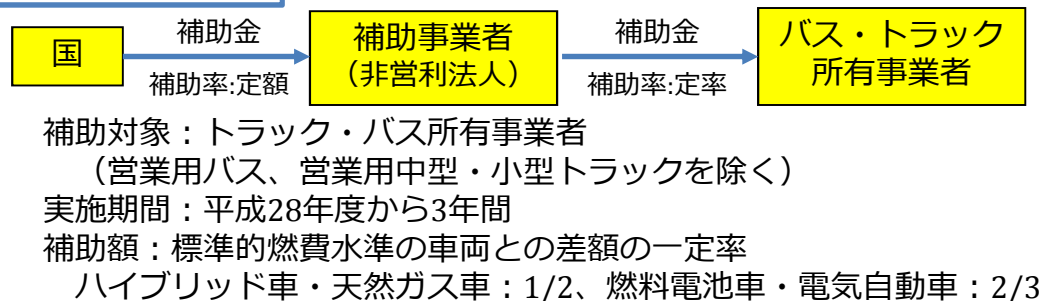 国
補助金
補助率:定額
補助事業者
（非営利法人）
補助金
補助率:定率
バス・トラック
所有事業者
補助対象：トラック・バス所有事業者
（営業用バス、営業用中型・小型トラックを除く）
実施期間：平成28年度から3年間
補助額：標準的燃費水準の車両との差額の一定率
ハイブリッド車・天然ガス車：1/2、燃料電池車・電気自動車：2/3